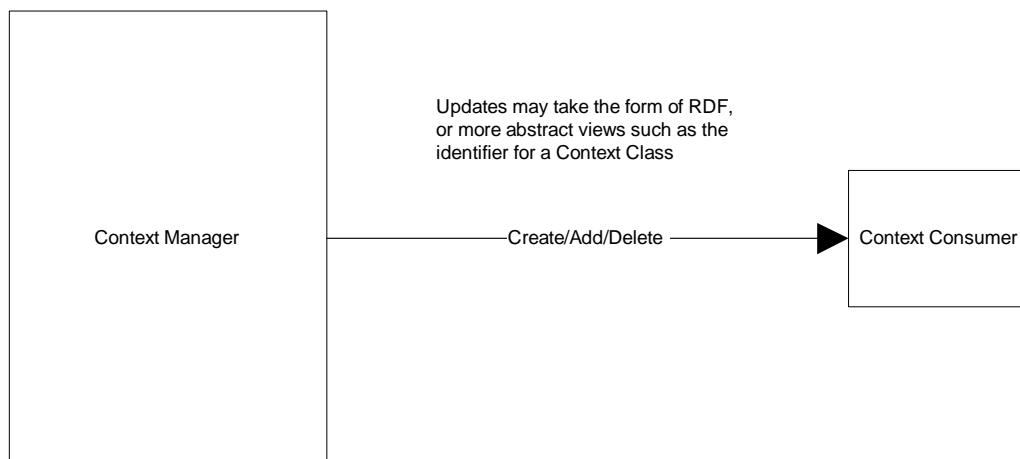 Updates may take the form of RDF,
or more abstract views such as the
identifier for a Context Class
Context Manager
Create/Add/Delete
Context Consumer